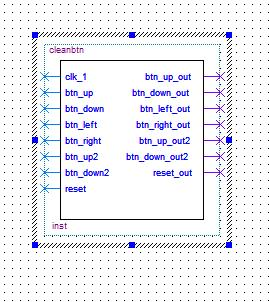 cleanbtn
clk_1 btn_up_out
btn_up btn_down_out
btn_down btn_left_out
btn_left btn_right_out
btn_right btn_up_out2
btn_up2 btn_down_out2
btn_down2 reset_out
reset
inst